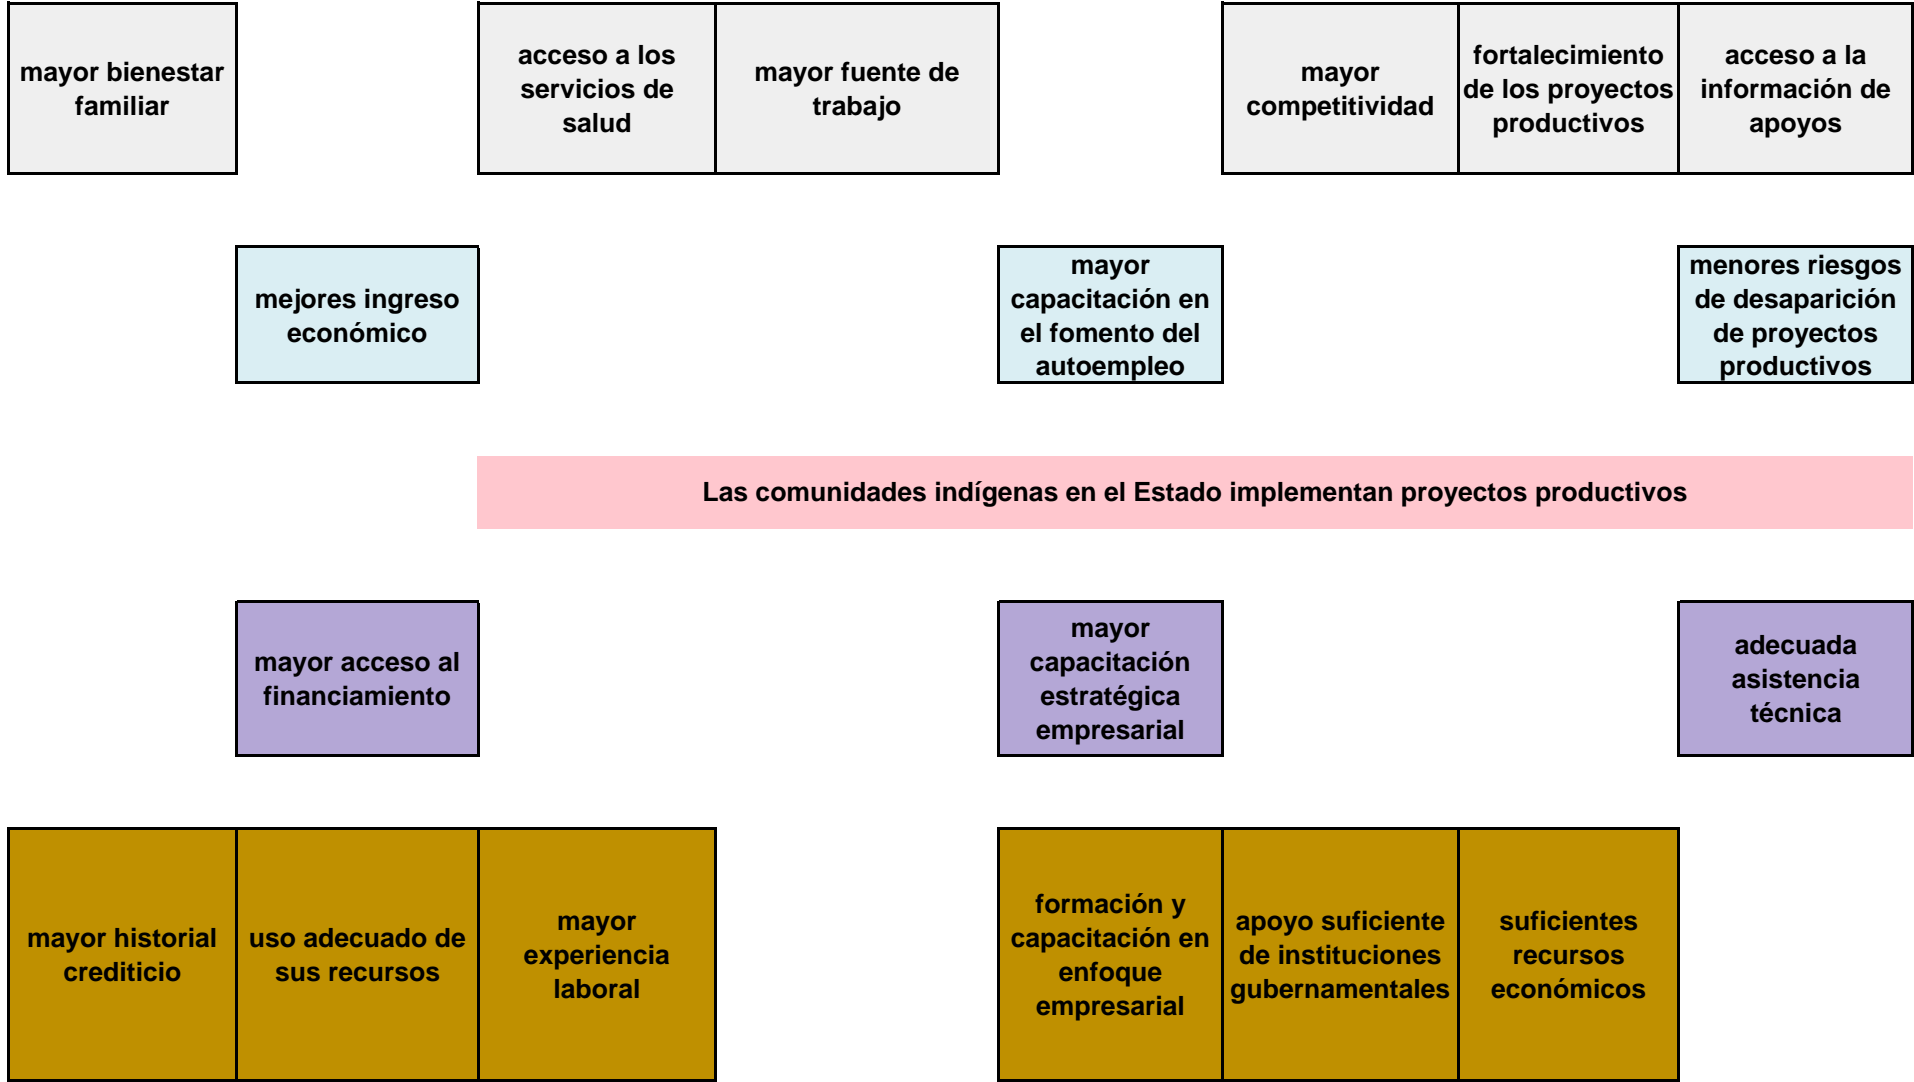 mayor bienestar
familiar
acceso a los
servicios de
salud
mayor fuente de
trabajo
mayor
competitividad
fortalecimiento
de los proyectos
productivos
acceso a la
información de
apoyos
mejores ingreso
económico
mayor
capacitación en
el fomento del
autoempleo
menores riesgos
de desaparición
de proyectos
productivos
Las comunidades indígenas en el Estado implementan proyectos productivos
mayor acceso al
financiamiento
mayor
capacitación
estratégica
empresarial
adecuada
asistencia
técnica
mayor historial
crediticio
uso adecuado de
sus recursos
mayor
experiencia
laboral
formación y
capacitación en
enfoque
empresarial
apoyo suficiente
de instituciones
gubernamentales
suficientes
recursos
económicos